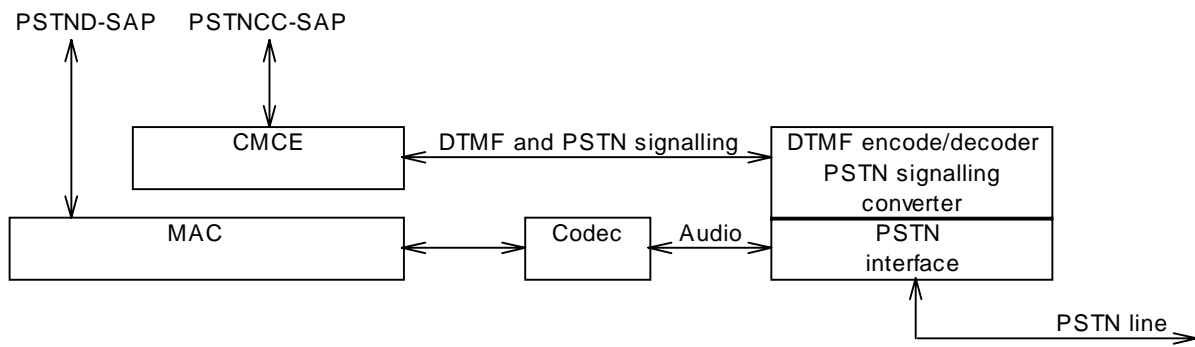 PSTND-SAP PSTNCC-SAP
CMCE
DTMF and PSTN signalling
DTMF encode/decoder
PSTN signalling
converter
MAC
Codec
Audio
PSTN
interface
PSTN line